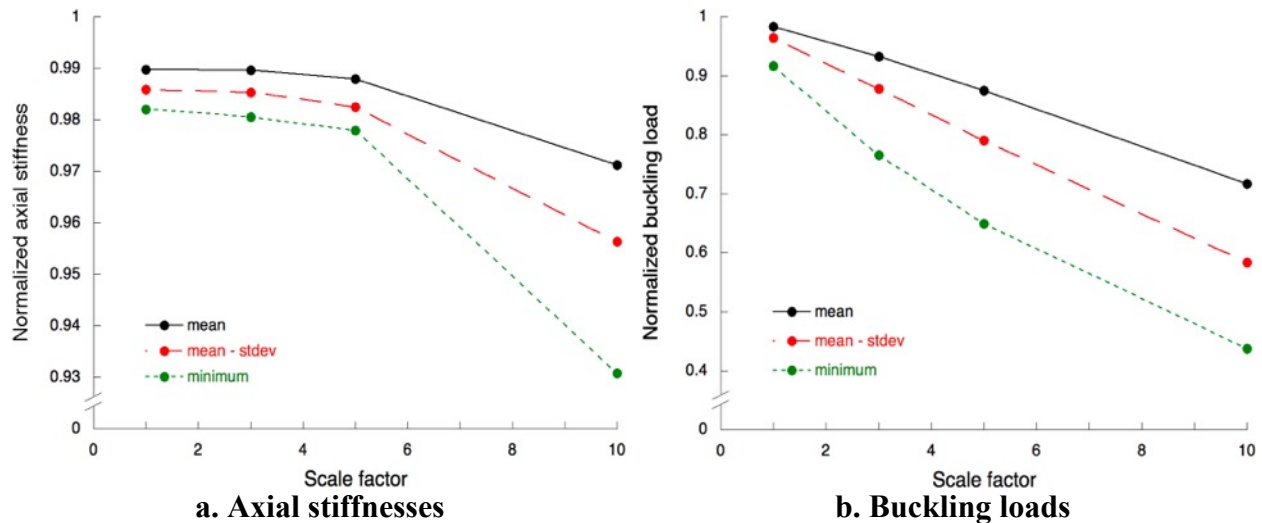 Normalized axial stiffness
1
0.99
0.98
0.97
0.96
0.95
0.94
0.93
0
mean
mean - stdev
minimum
0 2 4 6 8 10
Scale factor
a. Axial stiffnesses
Normalized buckling load
1
0.9
0.8
0.7
0.6
0.5
0.4
0
mean
mean - stdev
minimum
0 2 4 6 8 10
Scale factor
b. Buckling loads